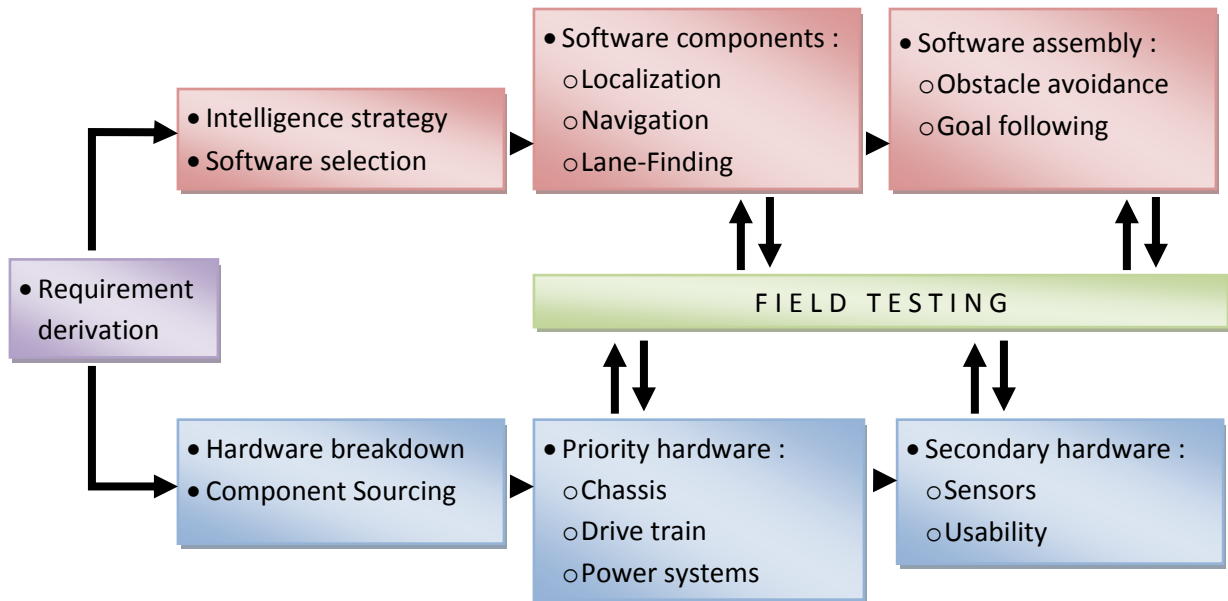 • Software components :
○ Localization
○ Navigation
○ Lane-Finding
• Software assembly :
○ Obstacle avoidance
○ Goal following
• Intelligence strategy
• Software selection
• Requirement
derivation
FIELD TESTING
• Hardware breakdown
• Component Sourcing
• Priority hardware :
○ Chassis
○ Drive train
○ Power systems
• Secondary hardware :
○ Sensors
○ Usability